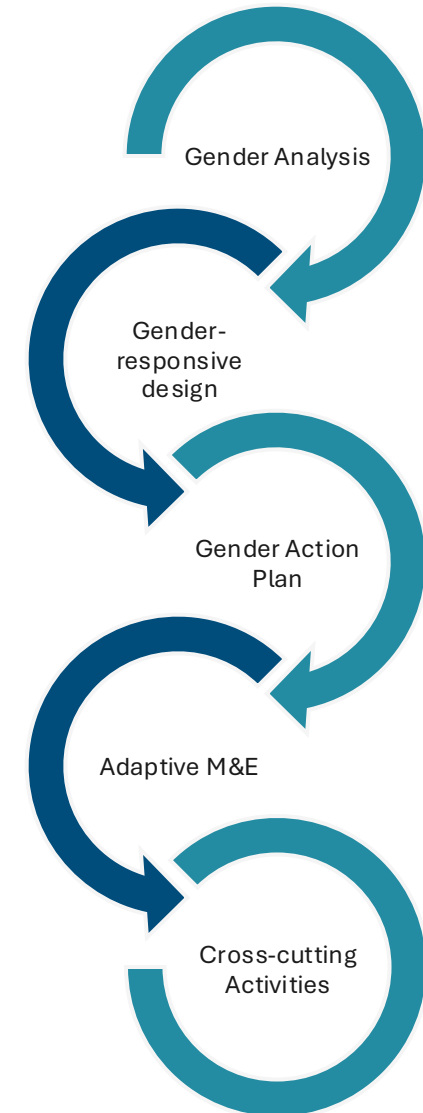 Gender Analysis
Gender-
responsive
design
Gender Action
Plan
Adaptive M&E
Cross-cutting
Activities